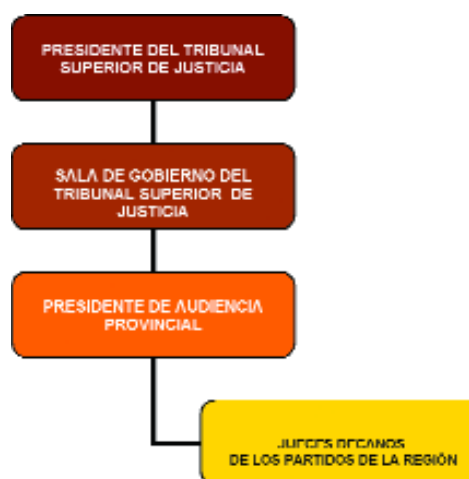 PRESIDENTE DEL TRIBUNAL
SUPERIOR DE JUSTICIA
SALA DE GOBIERNO DEL
TRIBUNAL SUPERIOR DE
JUSTICIA
PRESIDENTE DE AUDIENCIA
PROVINCIAL
JUECES DECANOS
DE LOS PARTIDOS DE LA REGIÓN